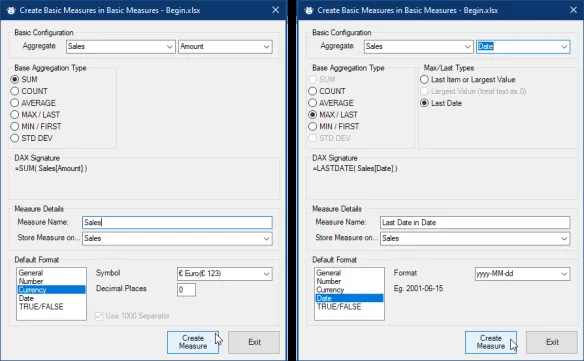 Create Basic Measures in Basic Measures - Begin.xlsx
Basic Configuration
Aggregate Sales Amount
Base Aggregation Type
SUM
COUNT
AVERAGE
MAX / LAST
MIN / FIRST
STD DEV
DAX Signature
=SUM( Sales[Amount] )
Measure Details
Measure Name: Sales
Store Measure on... Sales
Default Format
General
Number
Currency
Date
TRUE/FALSE
Symbol € Euro(€ 123)
Decimal Places 0
Use 1000 Separator
Create
Measure
Exit
Create Basic Measures in Basic Measures - Begin.xlsx
Basic Configuration
Aggregate Sales Date
Base Aggregation Type
SUM
COUNT
AVERAGE
MAX / LAST
MIN / FIRST
STD DEV
Max/Last Types
Last Item or Largest Value
Largest Value (treat text as 0)
Last Date
DAX Signature
=LASTDATE( Sales[Date] )
Measure Details
Measure Name: Last Date in Date
Store Measure on... Sales
Default Format
General
Number
Currency
Date
TRUE/FALSE
Format yyyy-MM-dd
Eg. 2001-06-15
Create
Measure
Exit